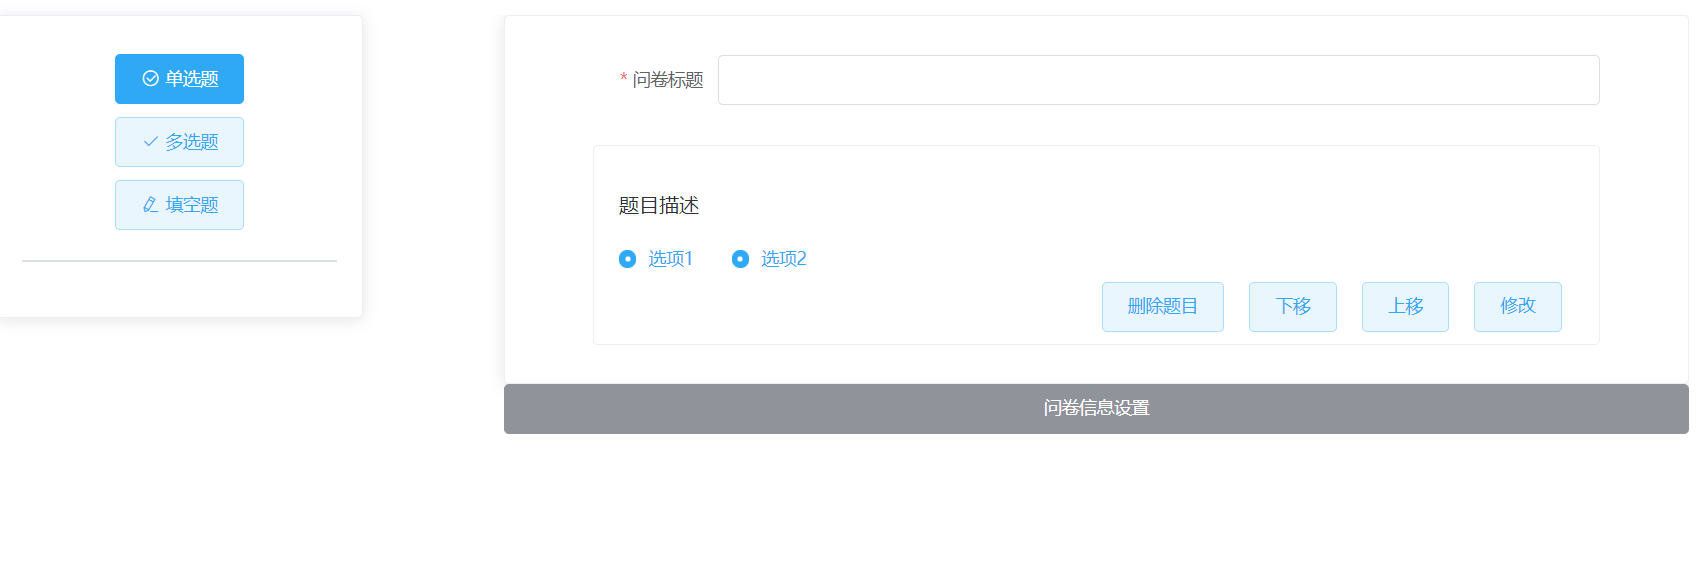 单选题
多选题
填空题
* 问卷标题
题目描述
选项1 选项2
删除题目 下移 上移 修改
问卷信息设置